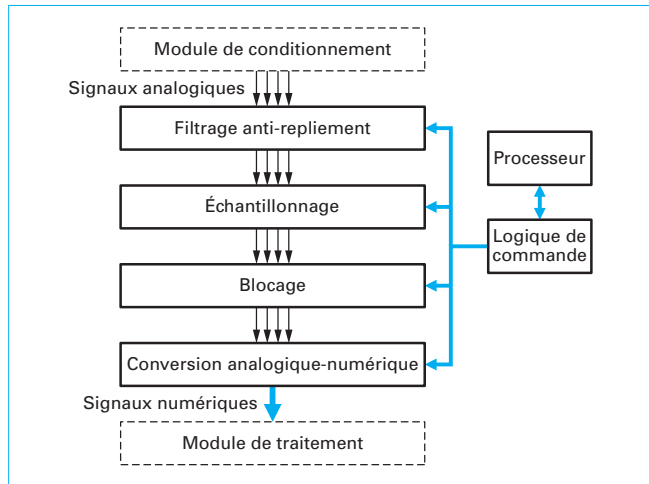 Module de conditionnement
Signaux analogiques
Filtrage anti-repliement
Processeur
Échantillonnage
Logique de
commande
Blocage
Conversion analogique-numérique
Signaux numériques
Module de traitement